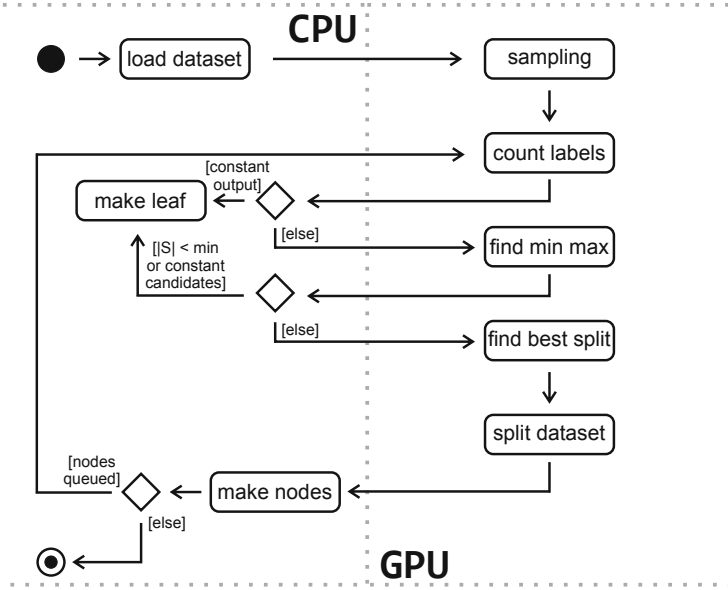 CPU
load dataset
sampling
count labels
[constant
output]
make leaf
[else]
find min max
[|S| < min
or constant
candidates]
[else]
find best split
split dataset
[nodes
queued]
make nodes
[else]
GPU